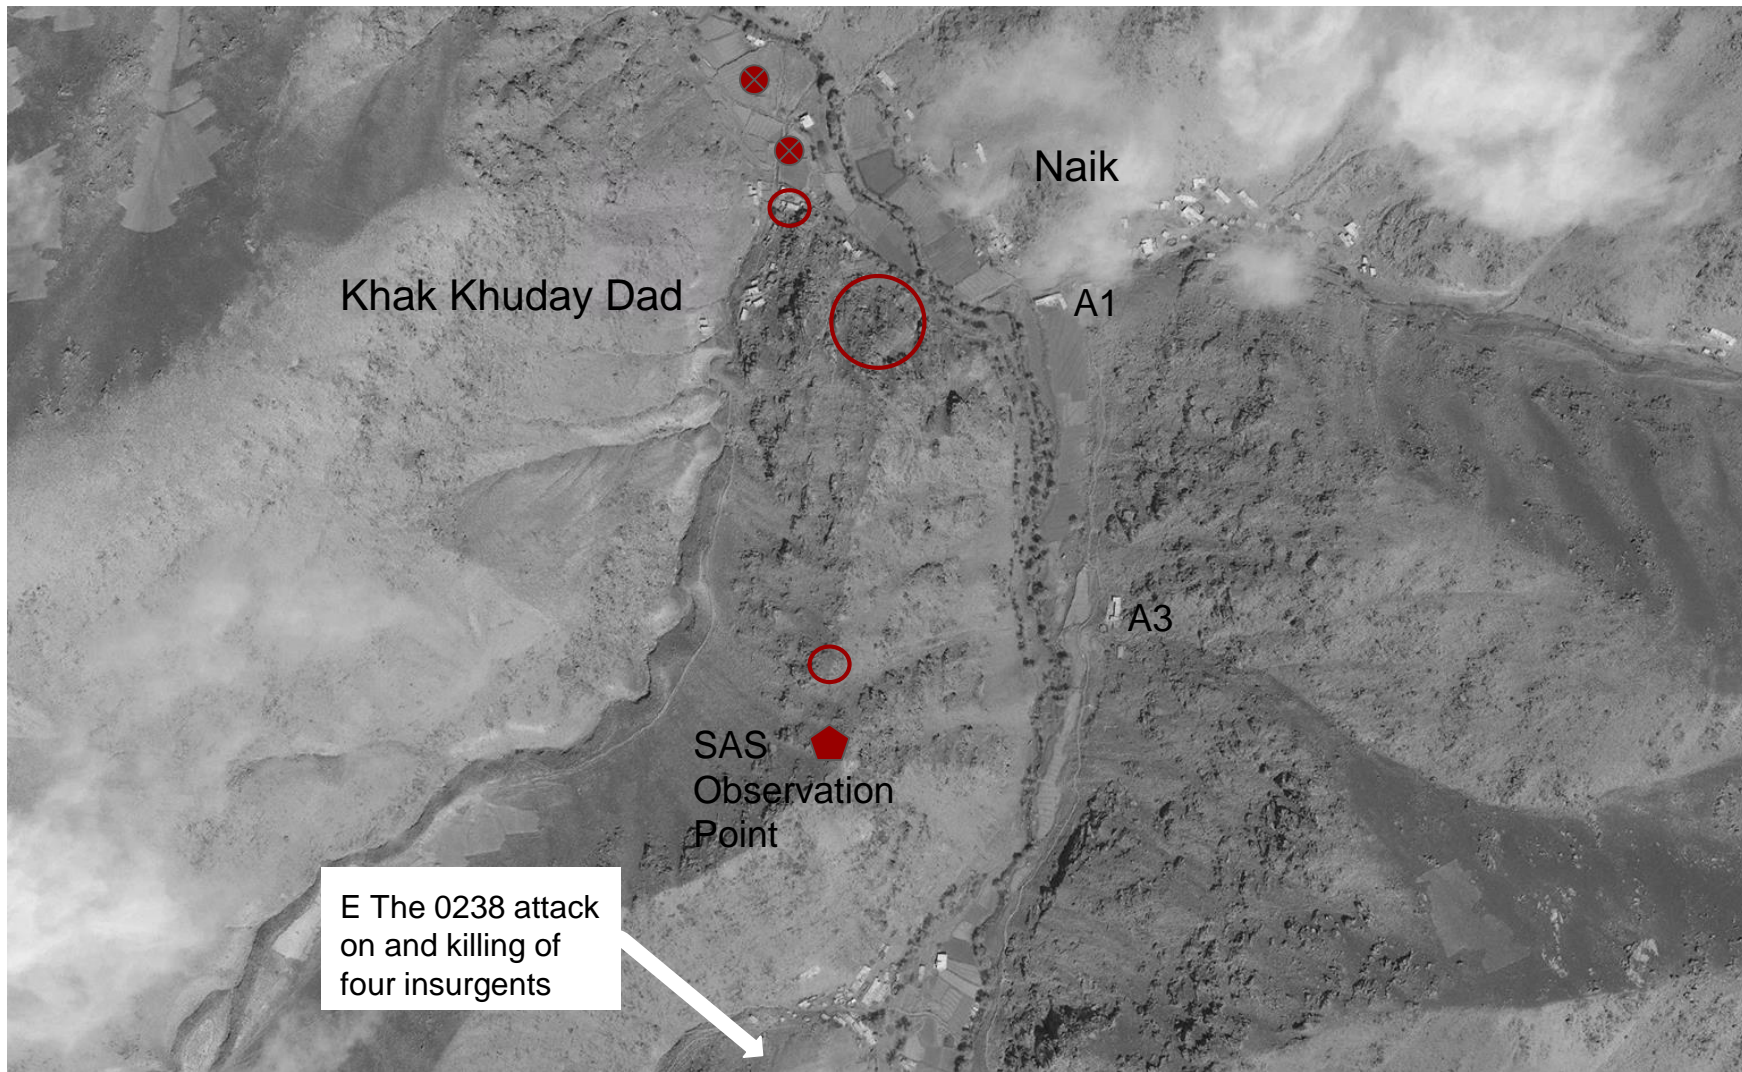 Naik
Khak Khuday Dad
A1
A3
SAS
Observation
Point
E The 0238 attack
on and killing of
four insurgents